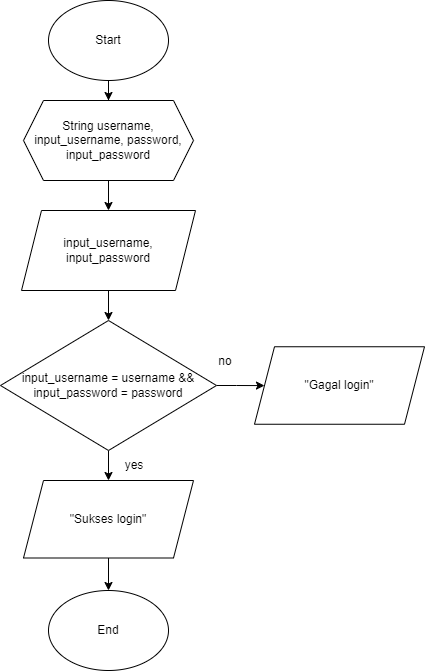 Start
String username,
input_username, password,
input_password
input_username,
input_password
input_username = username &&
input_password = password
no
"Gagal login"
yes
"Sukses login"
End